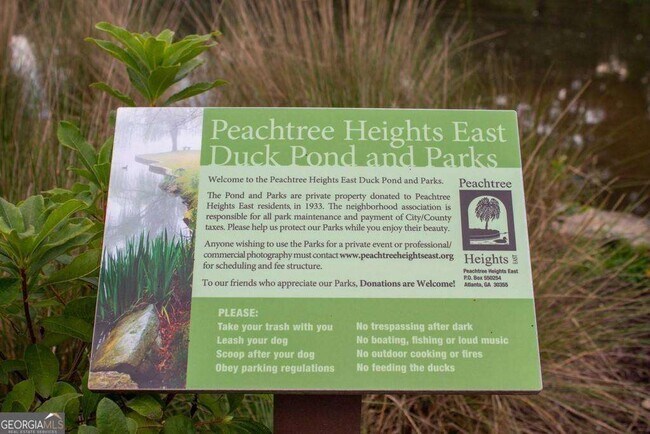 Peachtree Heights East
Duck Pond and Parks
Welcome to the Peachtree Heights East Duck Pond and Parks.
The Pond and Parks are private property donated to Peachtree
Heights East residents in 1933. The neighborhood association is
responsible for all park maintenance and payment of City/County
taxes. Please help us protect our Parks while you enjoy their beauty.
Anyone wishing to use the Parks for a private event or professional/
commercial photography must contact www.peachtreeheightseast.org
for scheduling and fee structure.
To our friends who appreciate our Parks, Donations are Welcome!
Peachtree
Heights EAST
Peachtree Heights East
P.O. Box 550254
Atlanta, GA 30355
PLEASE:
Take your trash with you
Leash your dog
Scoop after your dog
Obey parking regulations
No trespassing after dark
No boating, fishing or loud music
No outdoor cooking or fires
No feeding the ducks
GEORGIAMLS
REAL ESTATE SERVICES